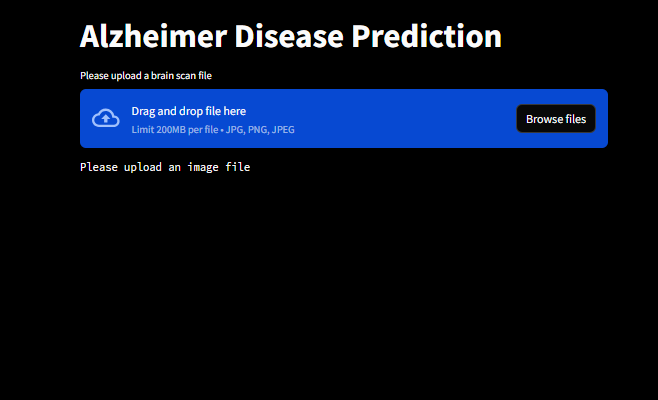 Alzheimer Disease Prediction
Please upload a brain scan file
Drag and drop file here
Limit 200MB per file • JPG, PNG, JPEG
Browse files
Please upload an image file